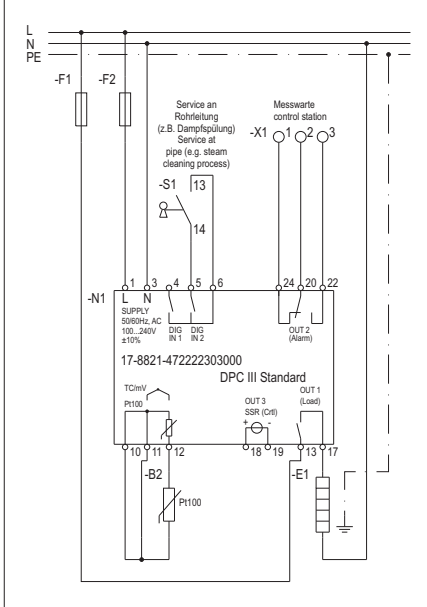 L
N
PE
-F1
-F2
Service an
Rohrleitung
(z.B. Dampfspülung)
Service at
pipe (e.g. steam
cleaning process)
Messwarte
control station
-X1 1 2 3
-S1 13
14
1 3 4 5 6 24 20 22
-N1
L N
SUPPLY
50/60Hz, AC
100...240V
±10%
DIG
IN 1
DIG
IN 2
OUT 2
(Alarm)
17-8821-472222303000
DPC III Standard
TC/mV
Pt100
OUT 3
SSR (Crtl)
+ -
OUT 1
(Load)
10 11 12 18 19 13 17
-B2
-E1
Pt100